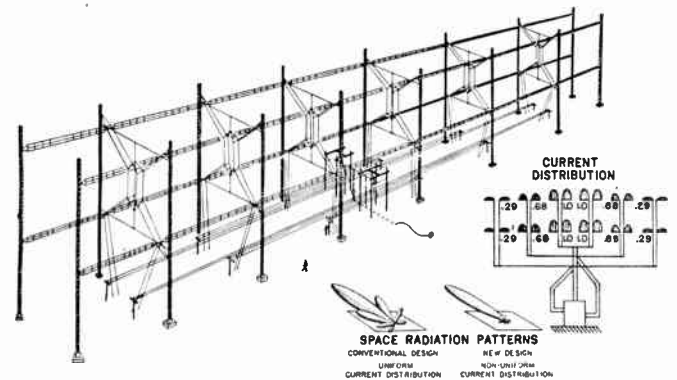 CURRENT
DISTRIBUTION
.29 .68 1.0 1.0 .68 .29
.29 .68 1.0 1.0 .68 .29
SPACE RADIATION PATTERNS
CONVENTIONAL DESIGN
UNIFORM
CURRENT DISTRIBUTION
NEW DESIGN
NON-UNIFORM
CURRENT DISTRIBUTION